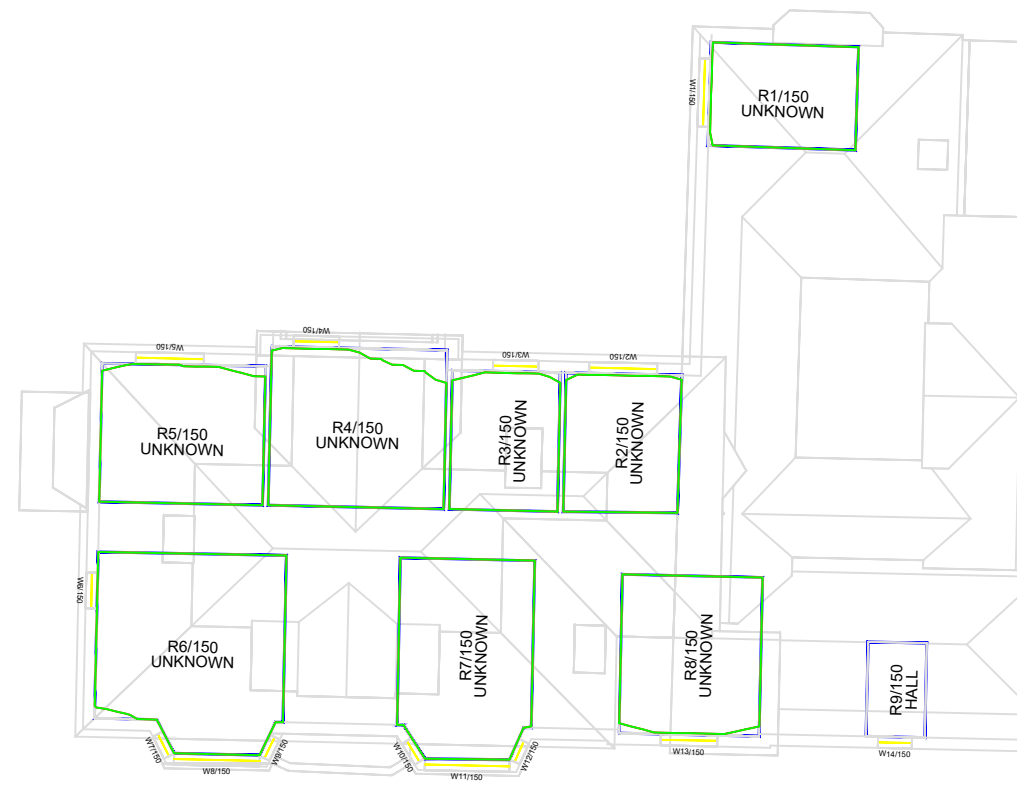 R1/150
UNKNOWN
W1/150
W5/150
W4/150
W3/150
W2/150
R5/150
UNKNOWN
R4/150
UNKNOWN
R3/150
UNKNOWN
R2/150
UNKNOWN
W6/150
R6/150
UNKNOWN
R7/150
UNKNOWN
R8/150
UNKNOWN
R9/150
HALL
W7/150
W8/150
W9/150
W10/150
W11/150
W12/150
W13/150
W14/150